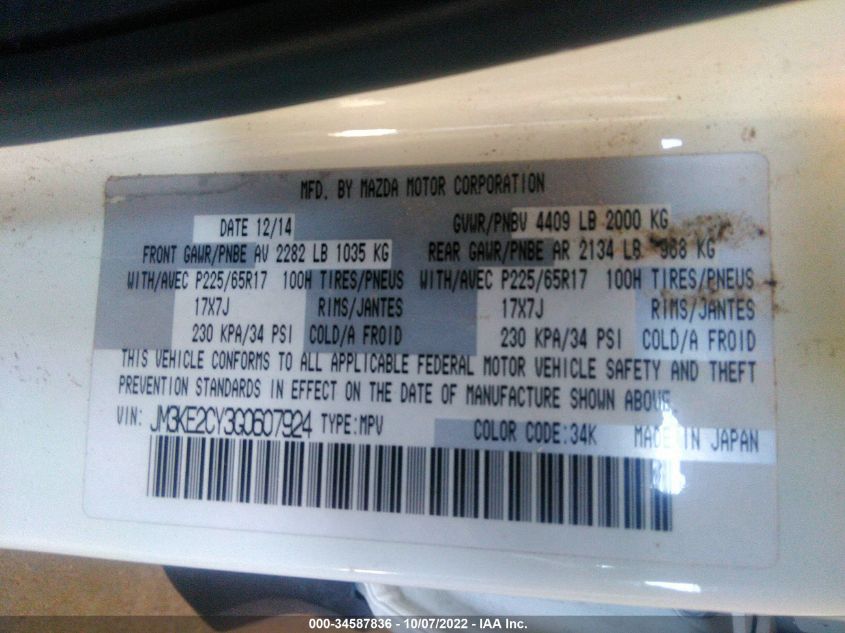 MFD. BY MAZDA MOTOR CORPORATION
DATE 12/14 GVWR/PNBV 4409 LB 2000 KG
FRONT GAWR/PNBE AV 2282 LB 1035 KG REAR GAWR/PNBE AR 2134 LB 968 KG
WITH/AVEC P225/65R17 100H TIRES/PNEUS WITH/AVEC P225/65R17 100H TIRES/PNEUS
17X7J RIMS/JANTES 17X7J RIMS/JANTES
230 KPA/34 PSI COLD/A FROID 230 KPA/34 PSI COLD/A FROID
THIS VEHICLE CONFORMS TO ALL APPLICABLE FEDERAL MOTOR VEHICLE SAFETY AND THEFT
PREVENTION STANDARDS IN EFFECT ON THE DATE OF MANUFACTURE SHOWN ABOVE.
VIN: JM3KE2CY3G0607924 TYPE:MPV COLOR CODE:34K MADE IN JAPAN
000-34587836 - 10/07/2022 - IAA Inc.